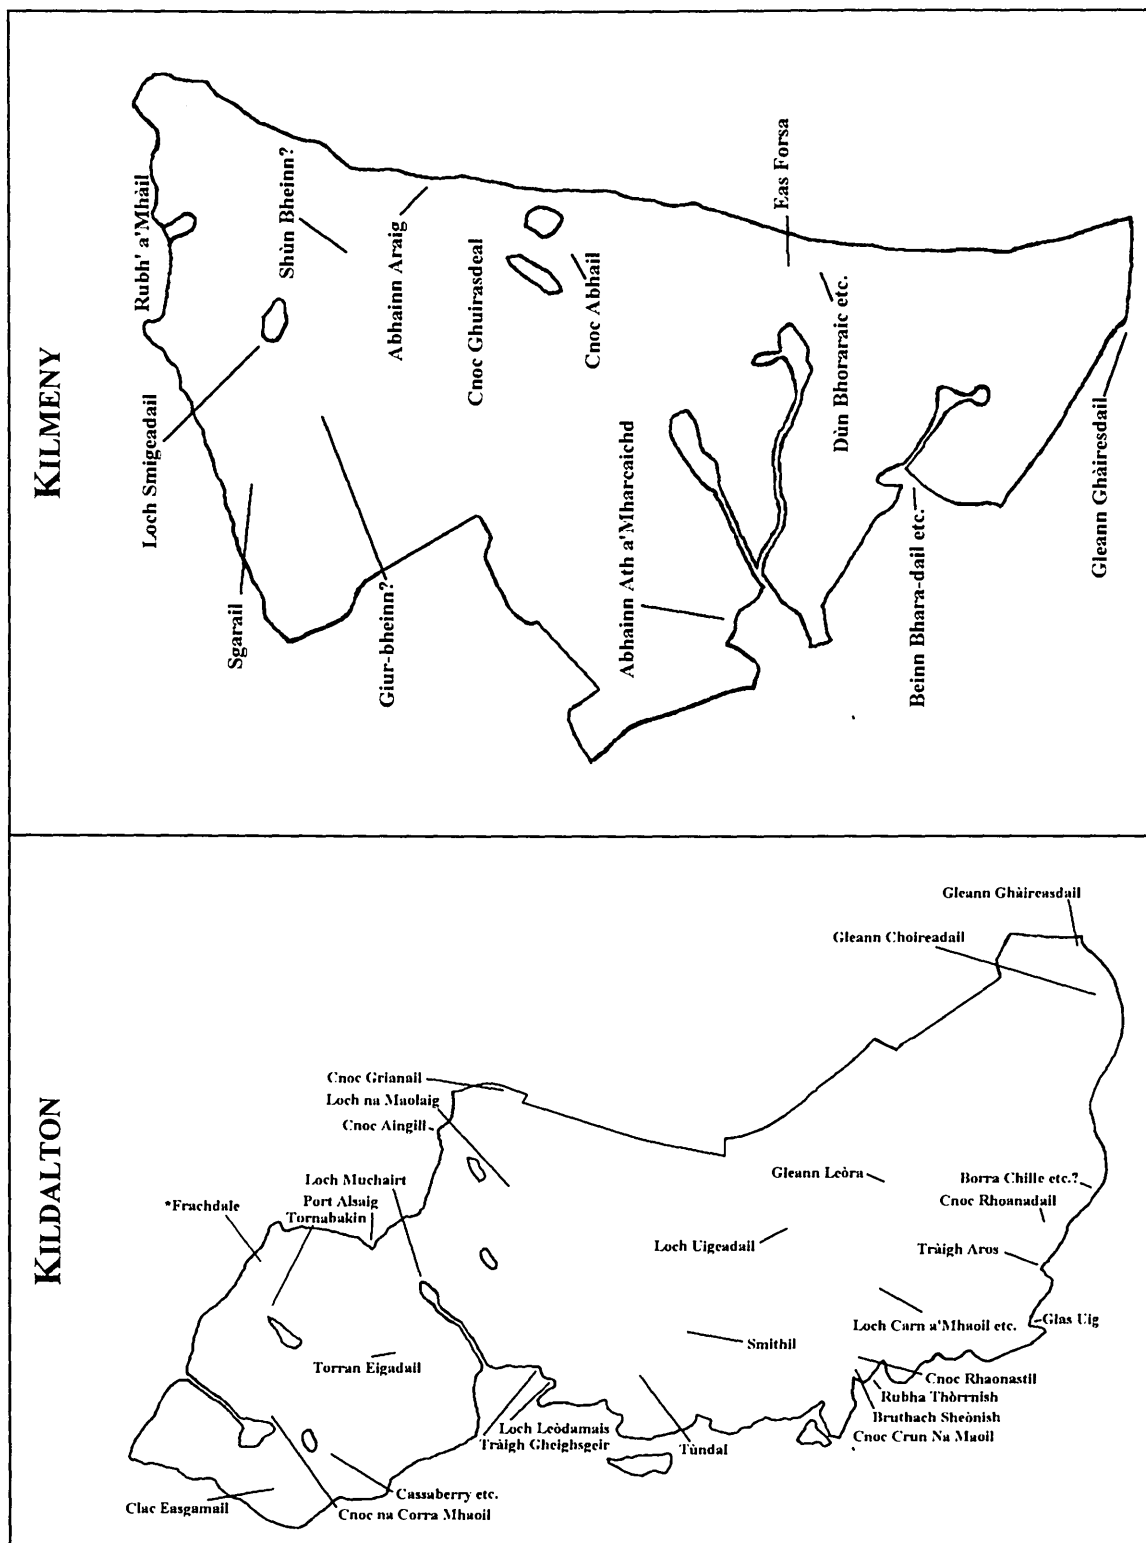 KILMENY
Rubh' a'Mhàil
Loch Smigeadail
Shùn Bheinn?
Sgarail
Giur-bheinn?
Abhainn Araig
Cnoc Ghuirasdeal
Cnoc Abhail
Abhainn Ath a'Mharcaichd
Eas Forsa
Dùn Bhoraraic etc.
Beinn Bhara-dail etc.
Gleann Ghàiresdail
KILDALTON
Gleann Ghàireasdail
Gleann Choireadail
Cnoc Grianail
Loch na Maolaig
Cnoc Aingil
Loch Muchairt
Port Alsaig
Tornabakin
*Frachdale
Gleann Leòra
Borra Chille etc.?
Cnoc Rhoanadail
Loch Uigeadail
Tràigh Aros
Glas Uig
Loch Carn a'Mhaoil etc.
Smithil
Torran Eigadail
Cnoc Rhaonastil
Rubha Thòrrnish
Bruthach Sheònish
Cnoc Crun Na Maoil
Loch Leòdamais
Tràigh Gheighsgeir
Tùndal
Cassaberry etc.
Clac Easgamail
Cnoc na Corra Mhaoil